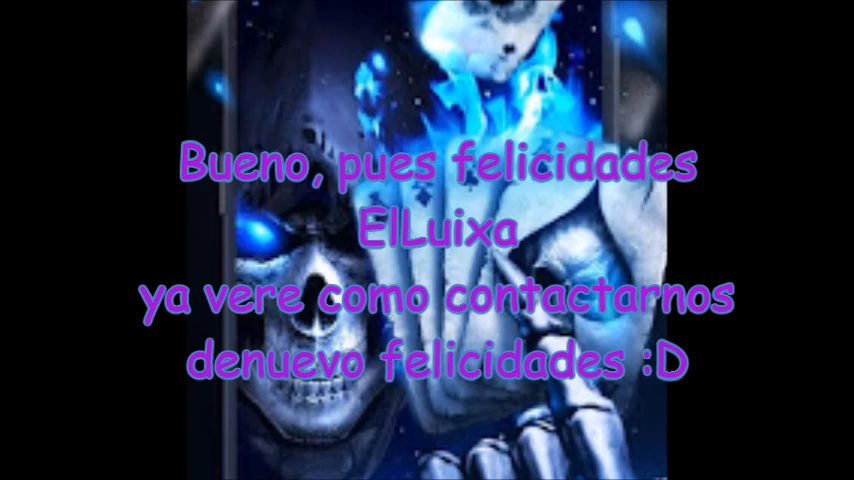 Bueno, pues felicidades
ElLuixa
ya vere como contactarnos
denuevo felicidades :D